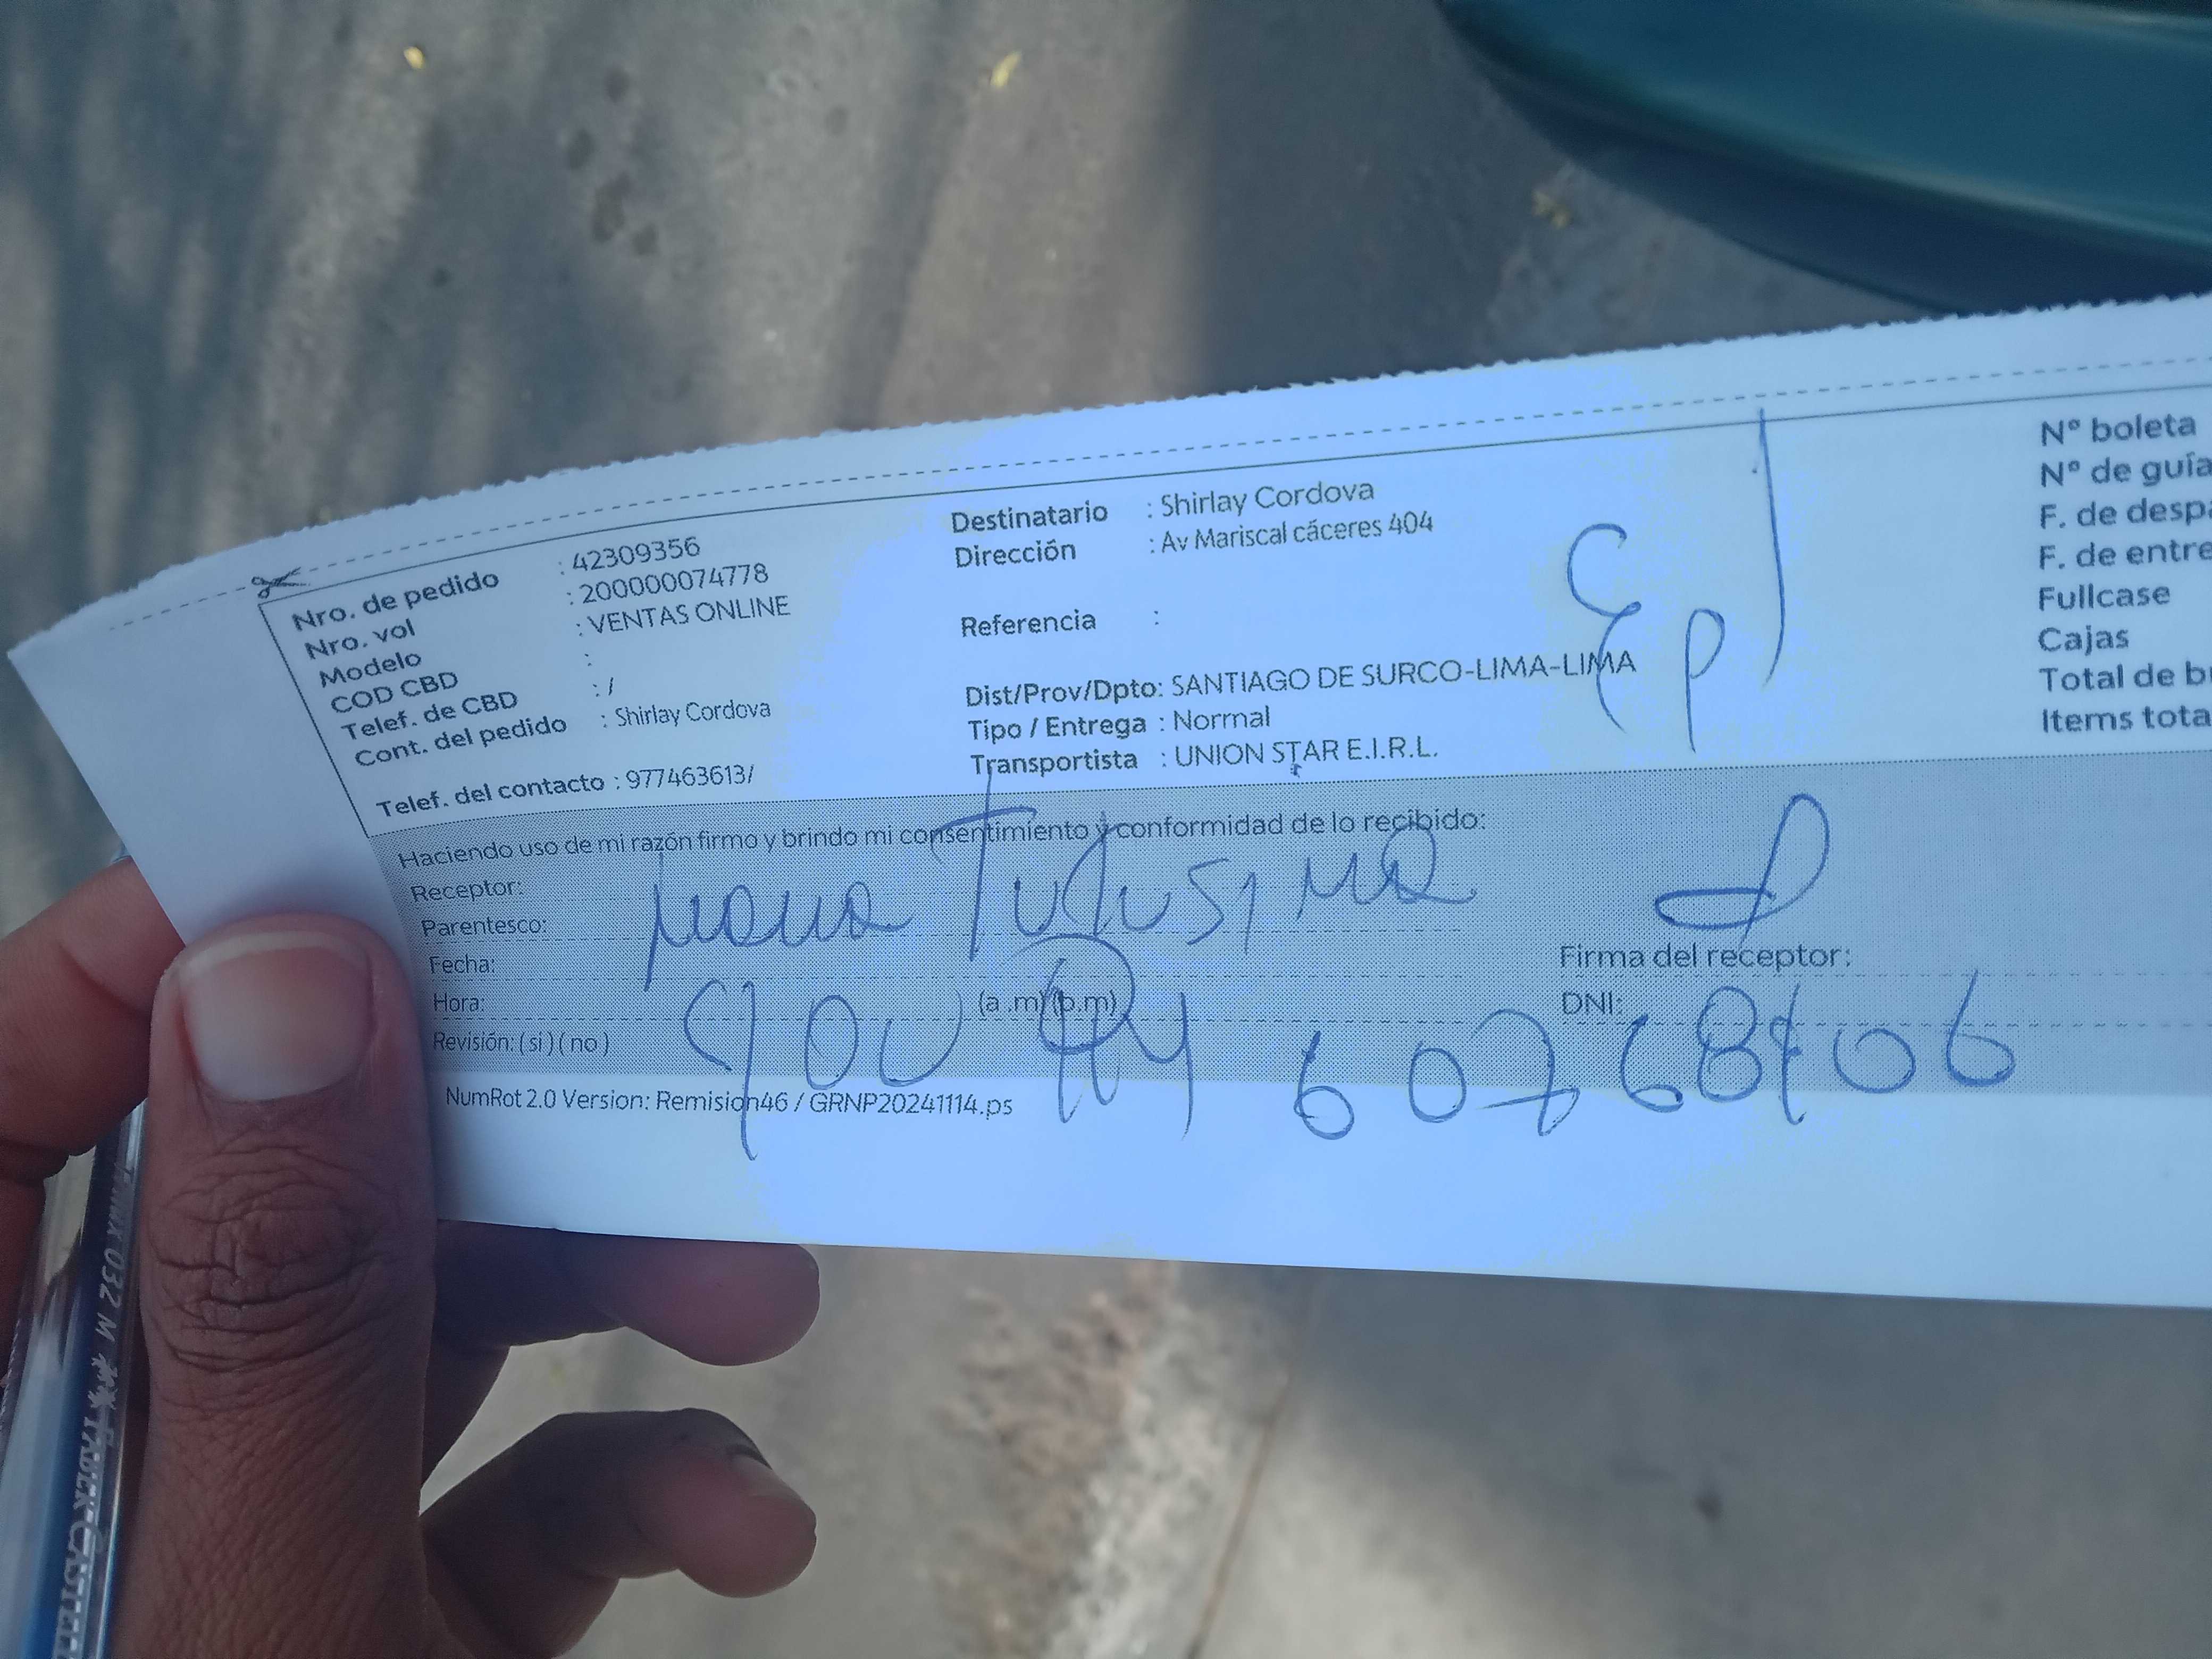 Nro. de pedido : 42309356
Nro. vol : 200000074778
Modelo : VENTAS ONLINE
COD CBD :
Telef. de CBD : /
Cont. del pedido : Shirlay Cordova
Telef. del contacto : 977463613/
Destinatario : Shirlay Cordova
Dirección : Av Mariscal cáceres 404
Referencia :
Dist/Prov/Dpto: SANTIAGO DE SURCO-LIMA-LIMA
Tipo / Entrega : Normal
Transportista : UNION STAR E.I.R.L.
N° boleta
N° de guía
F. de despa
F. de entre
Fullcase
Cajas
Total de b
Items tota
Haciendo uso de mi razón firmo y brindo mi consentimiento y conformidad de lo recibido:
Receptor:
Parentesco:
Fecha:
Hora: (a .m) (p.m)
Revisión: ( si ) ( no )
Firma del receptor:
DNI:
NumRot 2.0 Version: Remision46 / GRNP20241114.ps